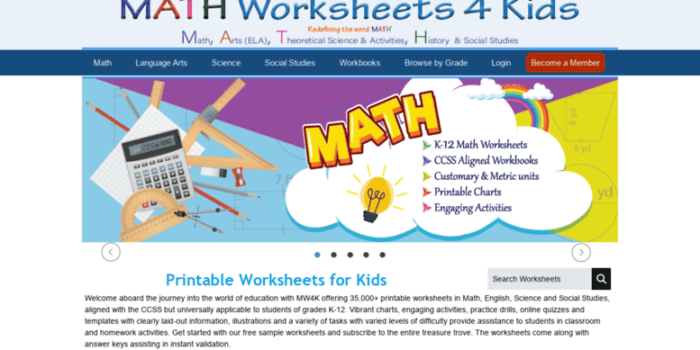 MATH Worksheets 4 Kids
Redefining the word 'MATH'
Math, Arts (ELA), Theoretical Science & Activities, History & Social Studies
Math Language Arts Science Social Studies Workbooks Browse by Grade Login Become a Member
MATH
K-12 Math Worksheets
CCSS Aligned Workbooks
Customary & Metric units
Printable Charts
Engaging Activities
8 yd
6 yd
yd
7 f
Printable Worksheets for Kids
Search Worksheets
Welcome aboard the journey into the world of education with MW4K offering 35,000+ printable worksheets in Math, English, Science and Social Studies,
aligned with the CCSS but universally applicable to students of grades K-12. Vibrant charts, engaging activities, practice drills, online quizzes and
templates with clearly laid-out information, illustrations and a variety of tasks with varied levels of difficulty provide assistance to students in classroom
and homework activities. Get started with our free sample worksheets and subscribe to the entire treasure trove. The worksheets come along with
answer keys assisting in instant validation.